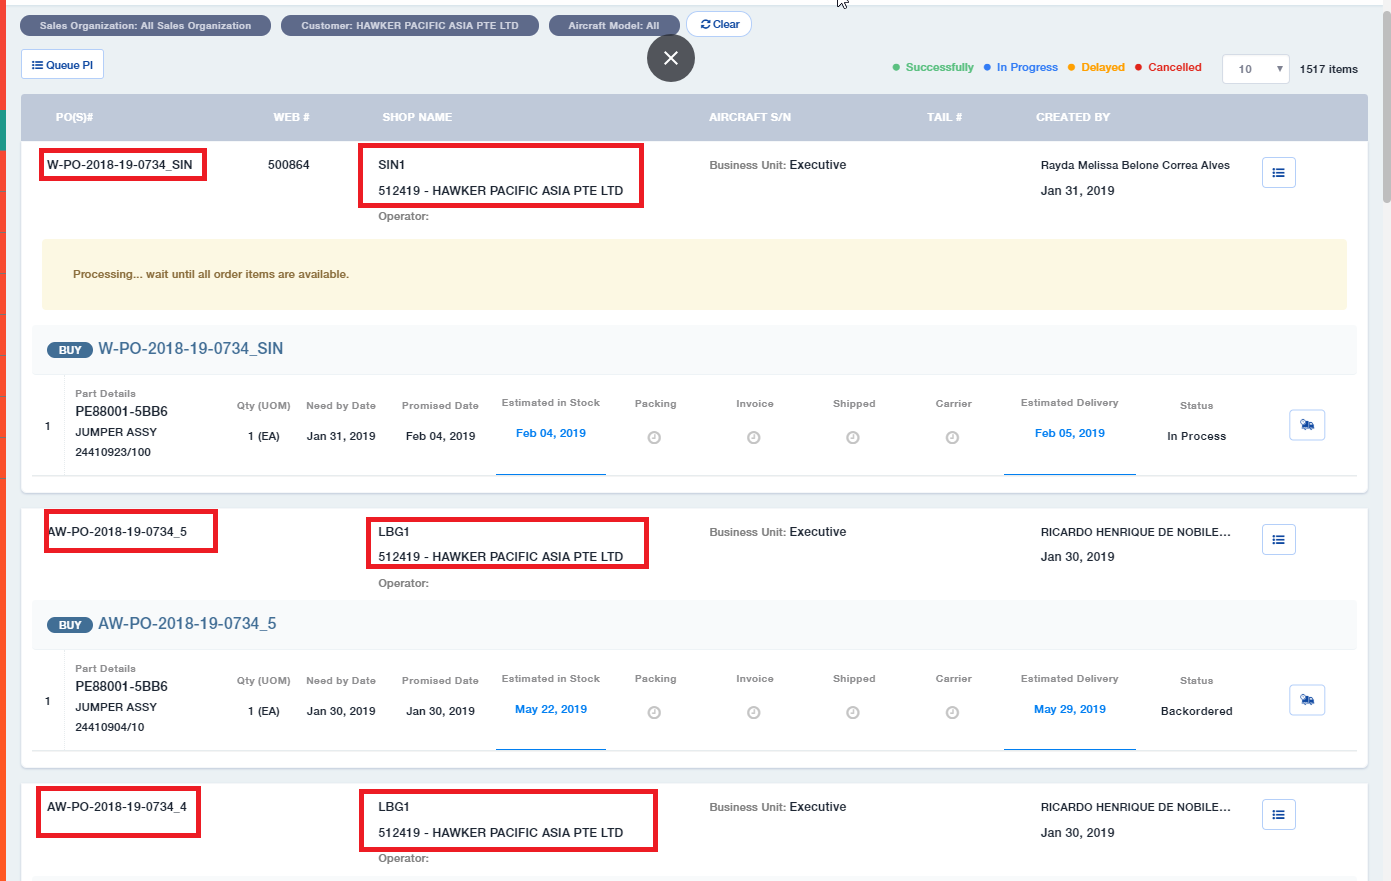 Sales Organization: All Sales Organization
Customer: HAWKER PACIFIC ASIA PTE LTD
Aircraft Model: All
Clear
Queue PI
Successfully
In Progress
Delayed
Cancelled
10
1517 items
PO(S)#
WEB #
SHOP NAME
AIRCRAFT S/N
TAIL #
CREATED BY
W-PO-2018-19-0734_SIN
500864
SIN1
512419 - HAWKER PACIFIC ASIA PTE LTD
Operator:
Business Unit: Executive
Rayda Melissa Belone Correa Alves
Jan 31, 2019
Processing... wait until all order items are available.
BUY W-PO-2018-19-0734_SIN
1
Part Details
PE88001-5BB6
JUMPER ASSY
24410923/100
Qty (UOM)
1 (EA)
Need by Date
Jan 31, 2019
Promised Date
Feb 04, 2019
Estimated in Stock
Feb 04, 2019
Packing
Invoice
Shipped
Carrier
Estimated Delivery
Feb 05, 2019
Status
In Process
AW-PO-2018-19-0734_5
LBG1
512419 - HAWKER PACIFIC ASIA PTE LTD
Operator:
Business Unit: Executive
RICARDO HENRIQUE DE NOBILE...
Jan 30, 2019
BUY AW-PO-2018-19-0734_5
1
Part Details
PE88001-5BB6
JUMPER ASSY
24410904/10
Qty (UOM)
1 (EA)
Need by Date
Jan 30, 2019
Promised Date
Jan 30, 2019
Estimated in Stock
May 22, 2019
Packing
Invoice
Shipped
Carrier
Estimated Delivery
May 29, 2019
Status
Backordered
AW-PO-2018-19-0734_4
LBG1
512419 - HAWKER PACIFIC ASIA PTE LTD
Operator:
Business Unit: Executive
RICARDO HENRIQUE DE NOBILE...
Jan 30, 2019